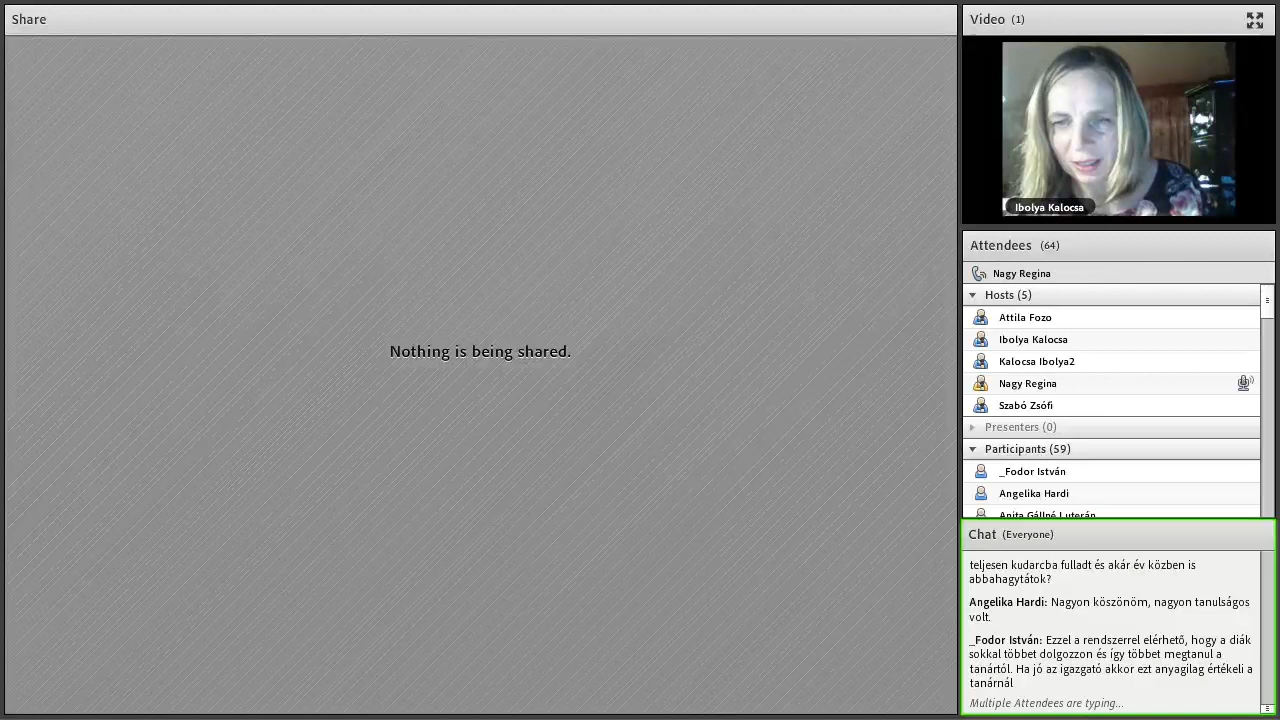 Share
Nothing is being shared.
Video (1)
Ibolya Kalocsa
Attendees (64)
Nagy Regina
Hosts (5)
Attila Fozo
Ibolya Kalocsa
Kalocsa Ibolya2
Nagy Regina
Szabó Zsófi
Presenters (0)
Participants (59)
_Fodor István
Angelika Hardi
Anita Gállné Luterán
Chat (Everyone)
teljesen kudarcba fulladt és akár év közben is
abbahagytátok?
Angelika Hardi: Nagyon köszönöm, nagyon tanulságos
volt.
_Fodor István: Ezzel a rendszerrel elérhető, hogy a diák
sokkal többet dolgozzon és így többet megtanul a
tanártól. Ha jó az igazgató akkor ezt anyagilag értékeli a
tanárnál
Multiple Attendees are typing...